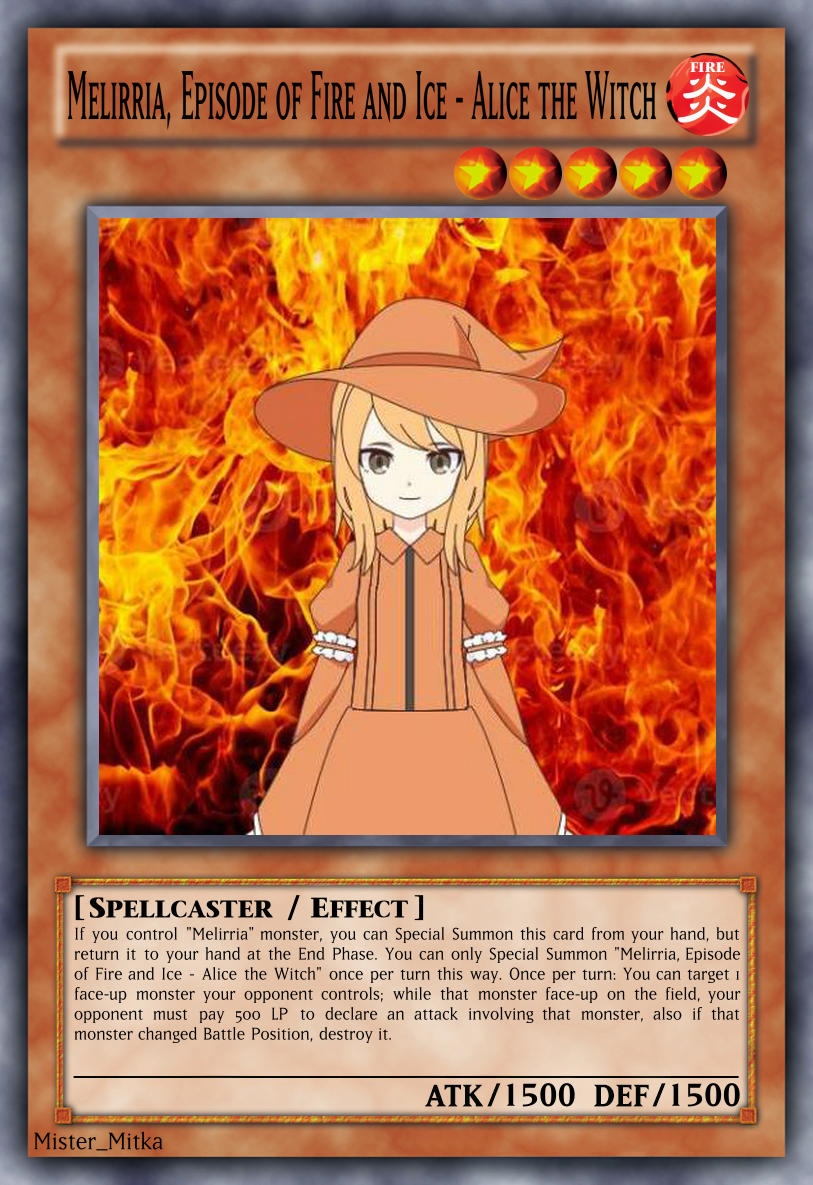 Melirria, Episode of Fire and Ice - Alice the Witch
FIRE
炎
[ Spellcaster / Effect ]
If you control "Melirria" monster, you can Special Summon this card from your hand, but
return it to your hand at the End Phase. You can only Special Summon "Melirria, Episode
of Fire and Ice - Alice the Witch" once per turn this way. Once per turn: You can target 1
face-up monster your opponent controls; while that monster face-up on the field, your
opponent must pay 500 LP to declare an attack involving that monster, also if that
monster changed Battle Position, destroy it.
ATK/1500 DEF/1500
Mister_Mitka